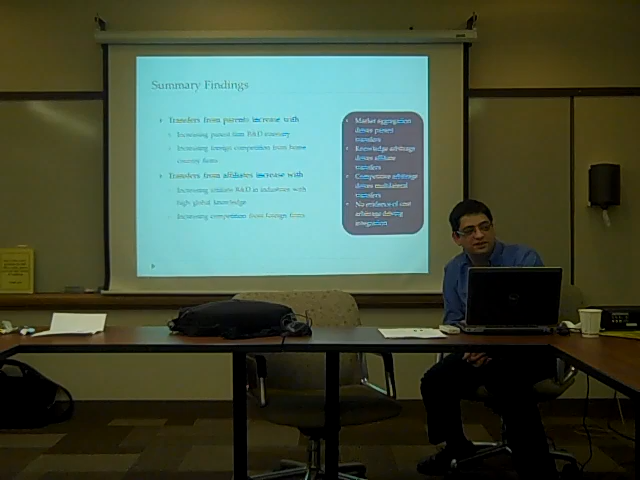 Summary Findings
Transfers from parents increase with
Increasing parent firm R&D intensity
Increasing foreign competition from home
country firms
Transfers from affiliates increase with
Increasing affiliate R&D in industries with
high global knowledge
Increasing competition from foreign firms
Market aggregation
drives parent
transfers
Knowledge arbitrage
drives affiliate
transfers
Competitive arbitrage
drives multilateral
transfers
No evidence of cost
arbitrage driving
integration